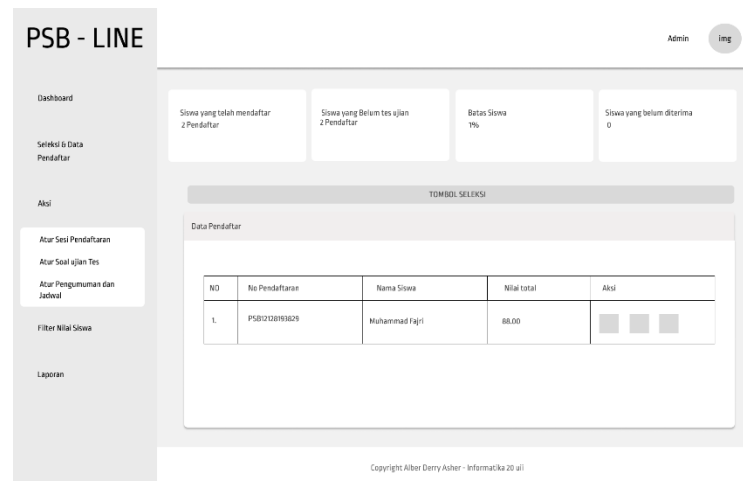 PSB - LINE
Admin
img
Dashboard
Seleksi & Data
Pendaftar
Aksi
Atur Sesi Pendaftaran
Atur Soal ujian Tes
Atur Pengumuman dan
Jadwal
Filter Nilai Siswa
Laporan
Siswa yang telah mendaftar
2 Pendaftar
Siswa yang Belum tes ujian
2 Pendaftar
Batas Siswa
1%
Siswa yang belum diterima
0
TOMBOL SELEKSI
Data Pendaftar
NO No Pendaftaran Nama Siswa Nilai total Aksi
1. PSB12128193829 Muhammad Fajri 88.00
Copyright Alber Derry Asher - Informatika 20 uii